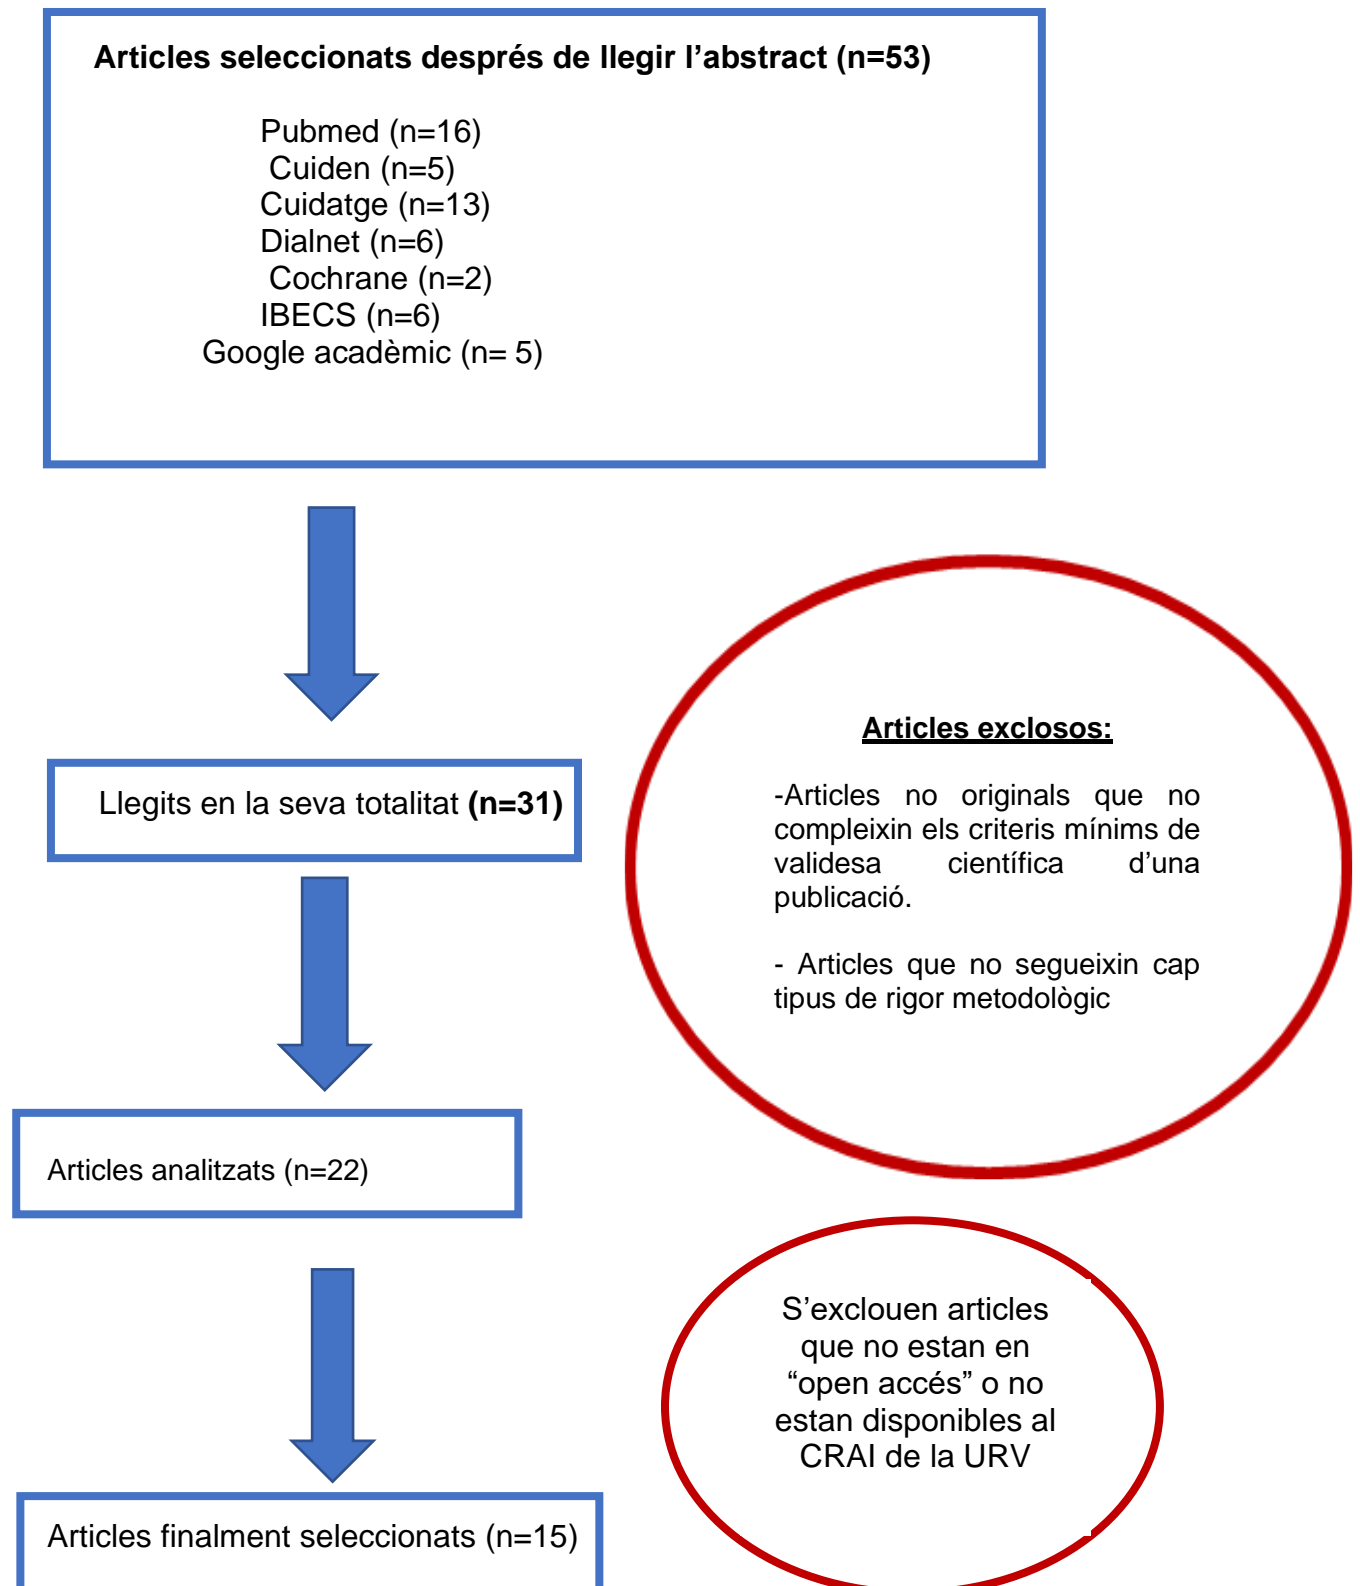 Articles seleccionats després de llegir l’abstract (n=53)
Pubmed (n=16)
Cuiden (n=5)
Cuidatge (n=13)
Dialnet (n=6)
Cochrane (n=2)
IBECS (n=6)
Google acadèmic (n= 5)
Llegits en la seva totalitat (n=31)
Articles exclosos:
-Articles no originals que no
compleixin els criteris mínims de
validesa científica d’una
publicació.
- Articles que no segueixin cap
tipus de rigor metodològic
Articles analitzats (n=22)
S’exclouen articles
que no estan en
“open accés” o no
estan disponibles al
CRAI de la URV
Articles finalment seleccionats (n=15)